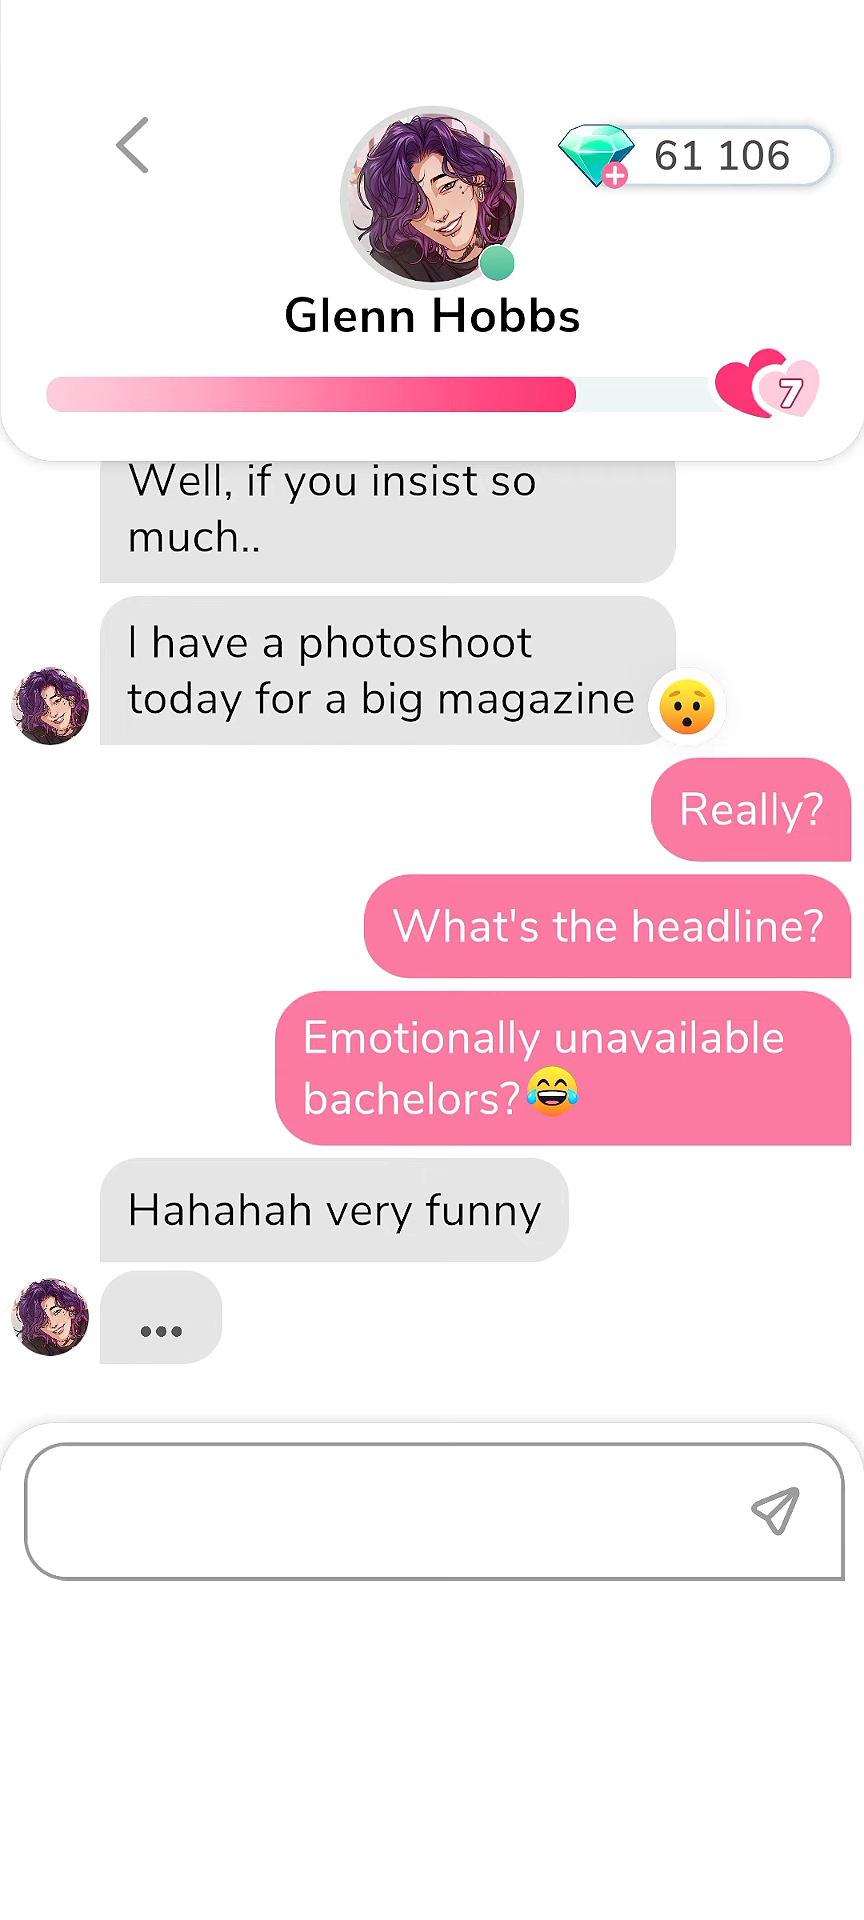 61 106
Glenn Hobbs
7
Well, if you insist so
much..
I have a photoshoot
today for a big magazine
Really?
What's the headline?
Emotionally unavailable
bachelors?😂
Hahahah very funny
...